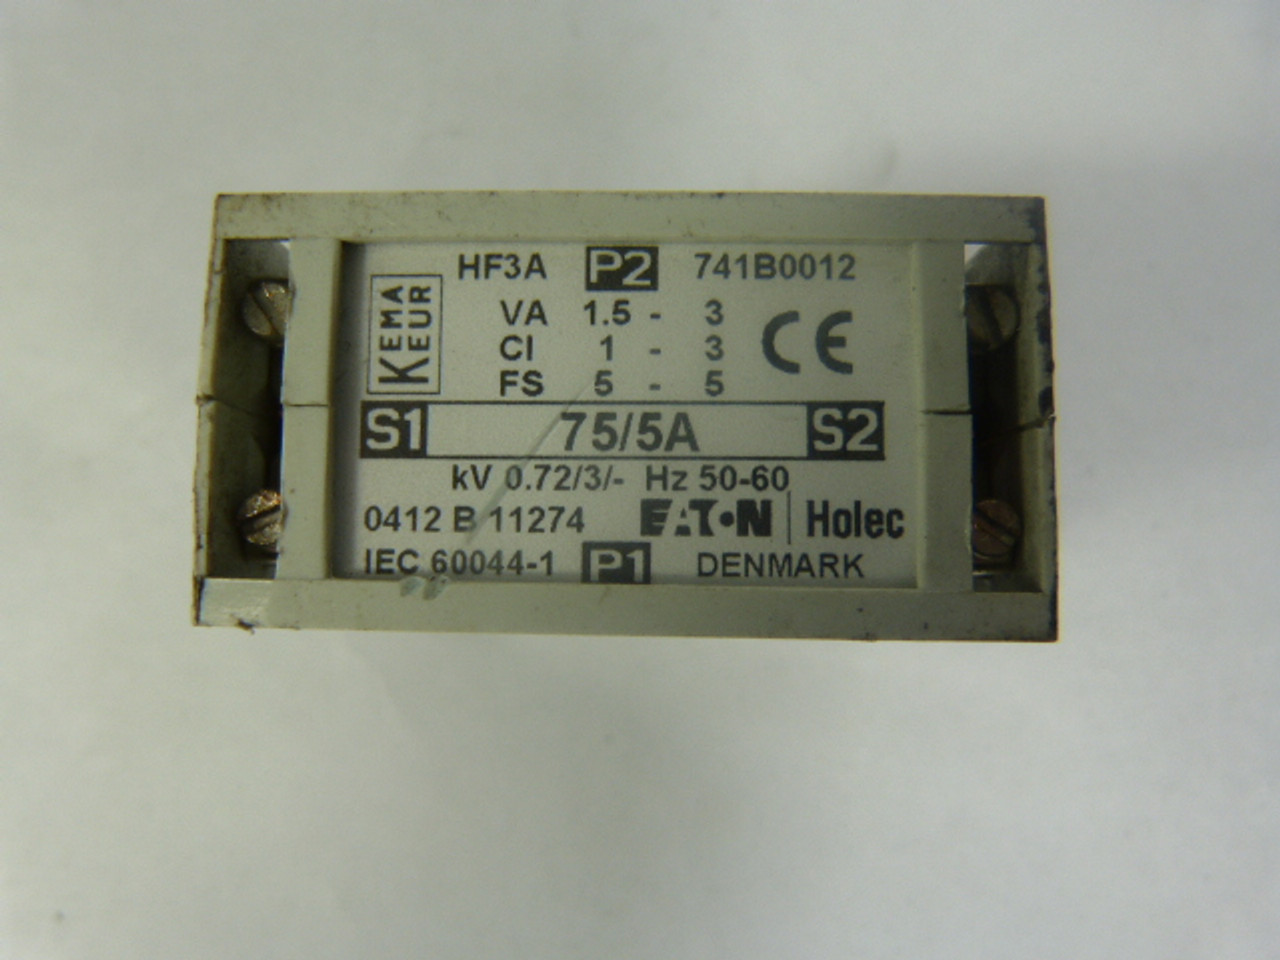 HF3A P2 741B0012
KEMA KEUR
VA 1.5 - 3
CI 1 - 3
FS 5 - 5
CE
S1 75/5A S2
kV 0.72/3/- Hz 50-60
0412 B 11274 EATON | Holec
IEC 60044-1 P1 DENMARK